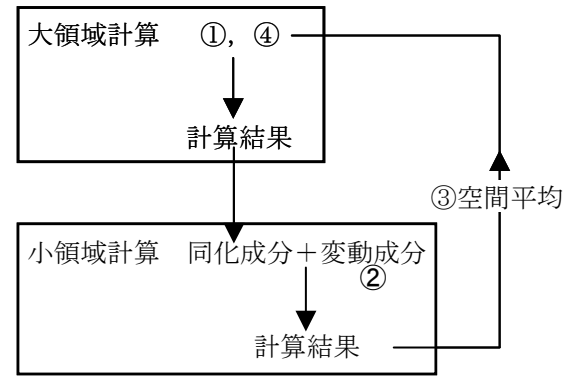 大領域計算 ①，④
計算結果
③空間平均
小領域計算 同化成分＋変動成分
②
計算結果